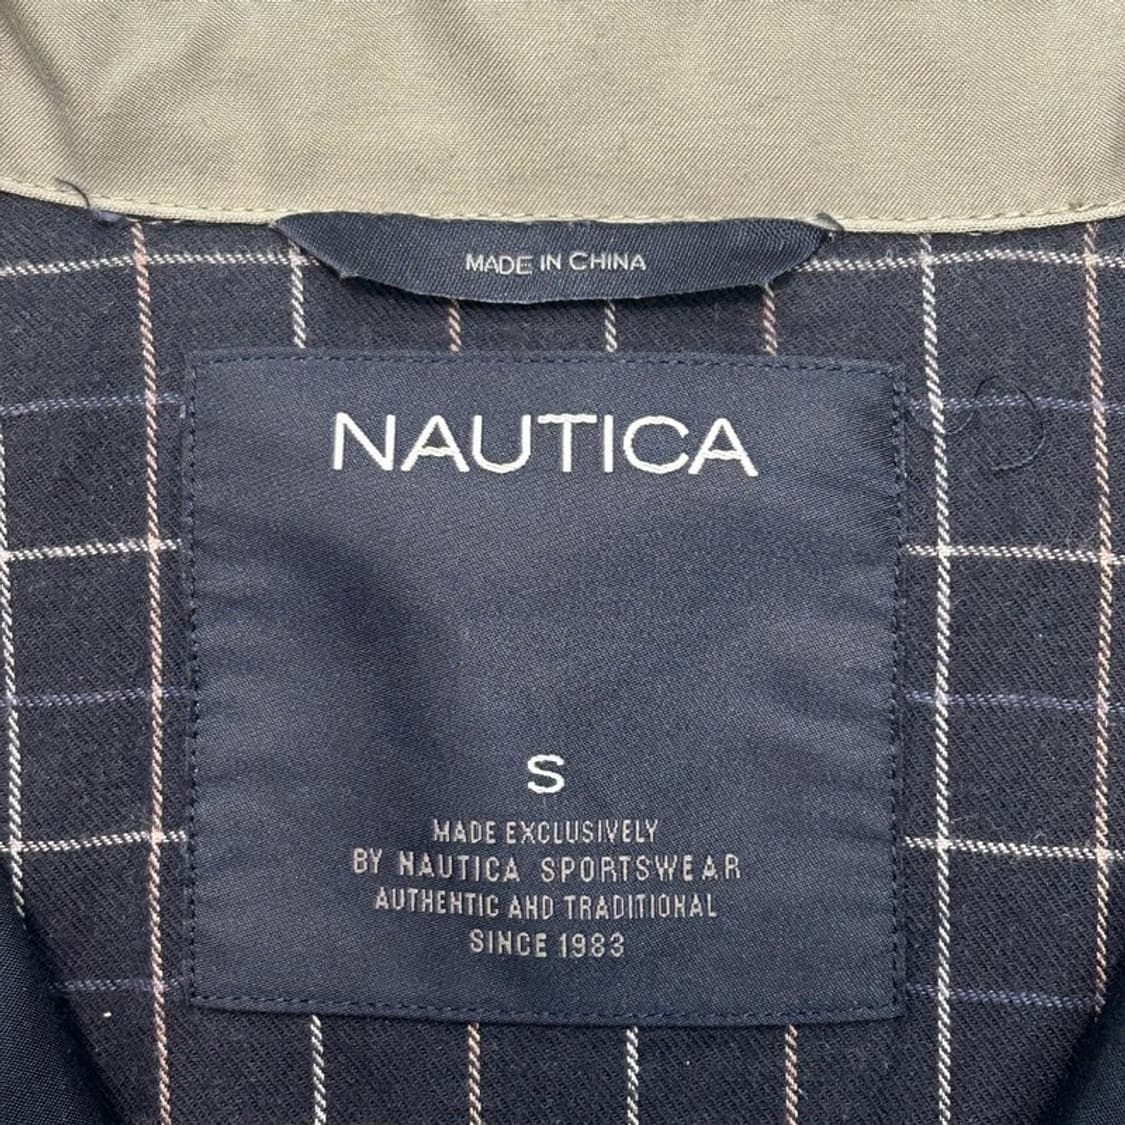 MADE IN CHINA
NAUTICA
S
MADE EXCLUSIVELY
BY NAUTICA SPORTSWEAR
AUTHENTIC AND TRADITIONAL
SINCE 1983